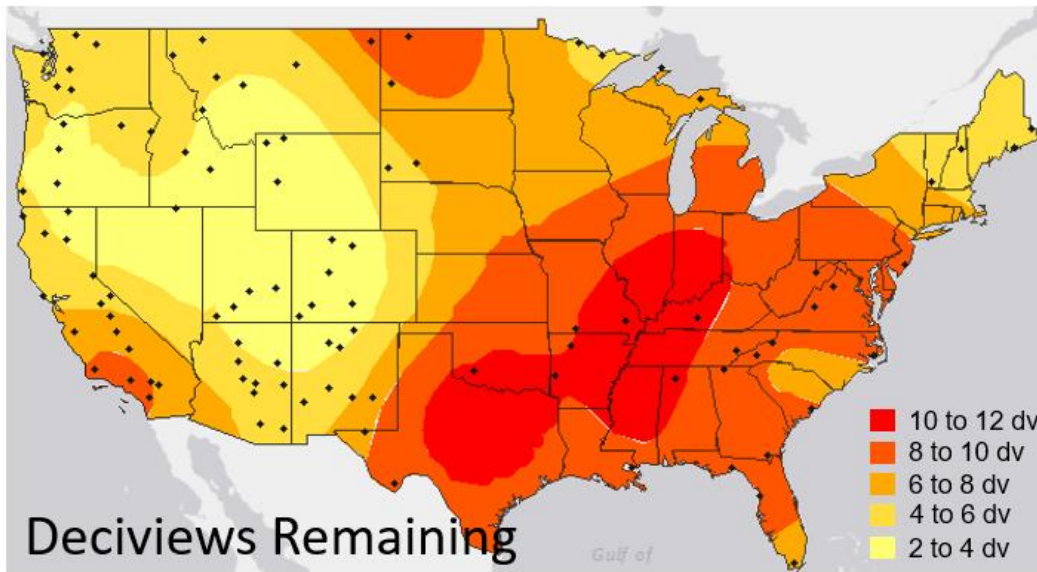 10 to 12 dv
8 to 10 dv
6 to 8 dv
4 to 6 dv
2 to 4 dv
Deciviews Remaining
Gulf of